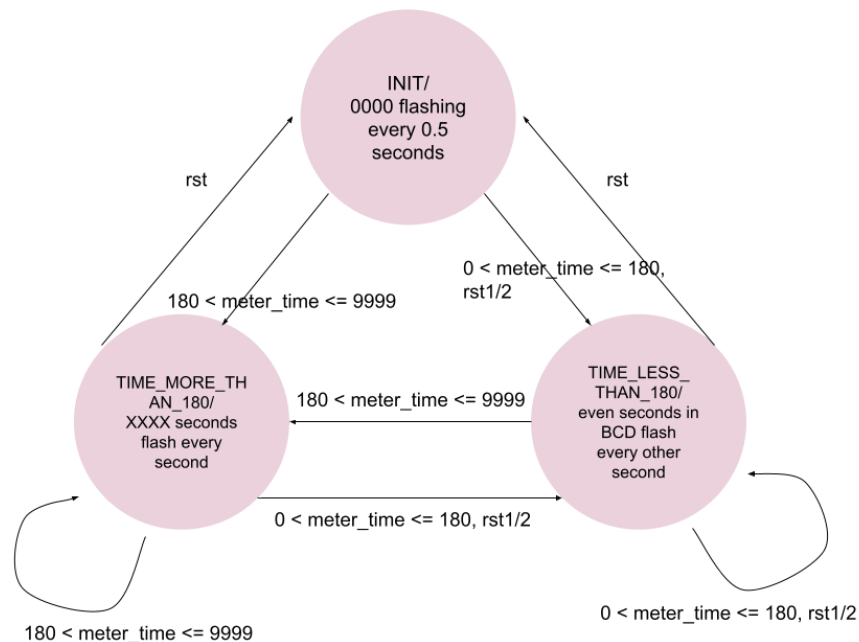 INIT/
0000 flashing
every 0.5
seconds
rst
rst
0 < meter_time <= 180,
rst1/2
180 < meter_time <= 9999
TIME_MORE_TH
AN_180/
XXXX seconds
flash every
second
180 < meter_time <= 9999
TIME_LESS_
THAN_180/
even seconds in
BCD flash
every other
second
0 < meter_time <= 180, rst1/2
180 < meter_time <= 9999
0 < meter_time <= 180, rst1/2